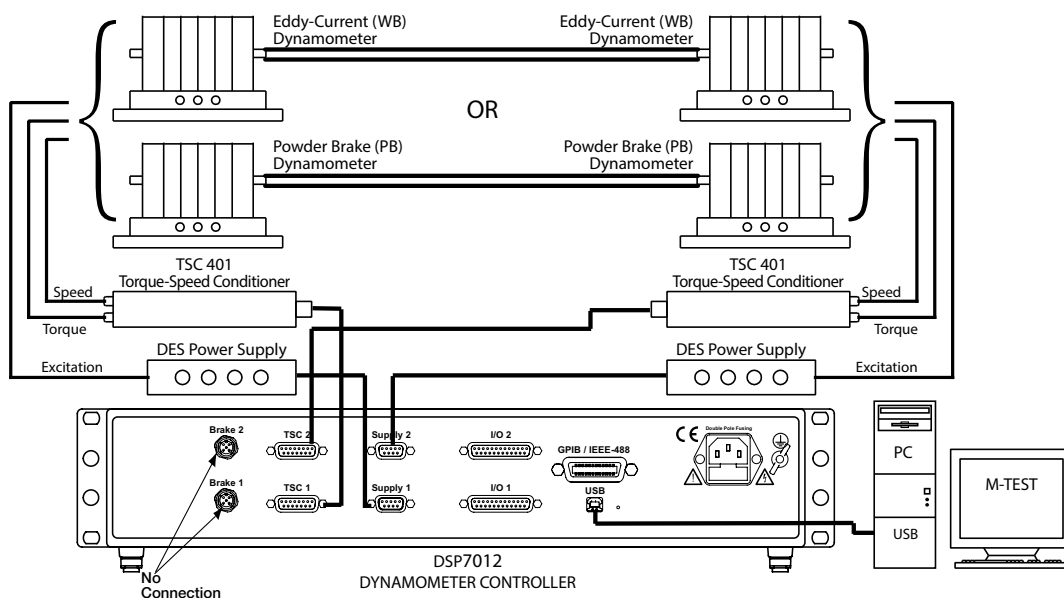 Eddy-Current (WB)
Dynamometer
Eddy-Current (WB)
Dynamometer
OR
Powder Brake (PB)
Dynamometer
Powder Brake (PB)
Dynamometer
TSC 401
Torque-Speed Conditioner
TSC 401
Torque-Speed Conditioner
Speed
Torque
Speed
Torque
DES Power Supply
DES Power Supply
Excitation
Excitation
Brake 2
TSC 2
Supply 2
I/O 2
GPIB / IEEE-488
CE
Double Pole Fusing
Brake 1
TSC 1
Supply 1
I/O 1
USB
PC
USB
M-TEST
No
Connection
DSP7012
DYNAMOMETER CONTROLLER